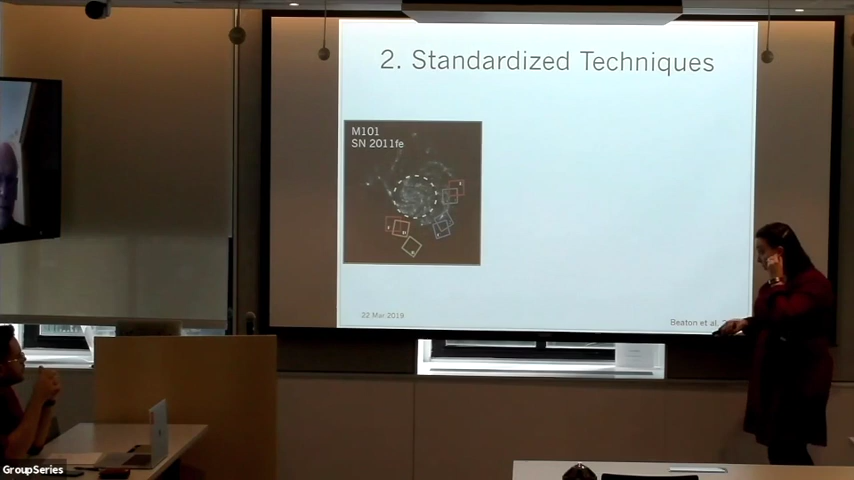 2. Standardized Techniques
M101
SN 2011fe
22 Mar 2019
Beaton et al.
GroupSeries